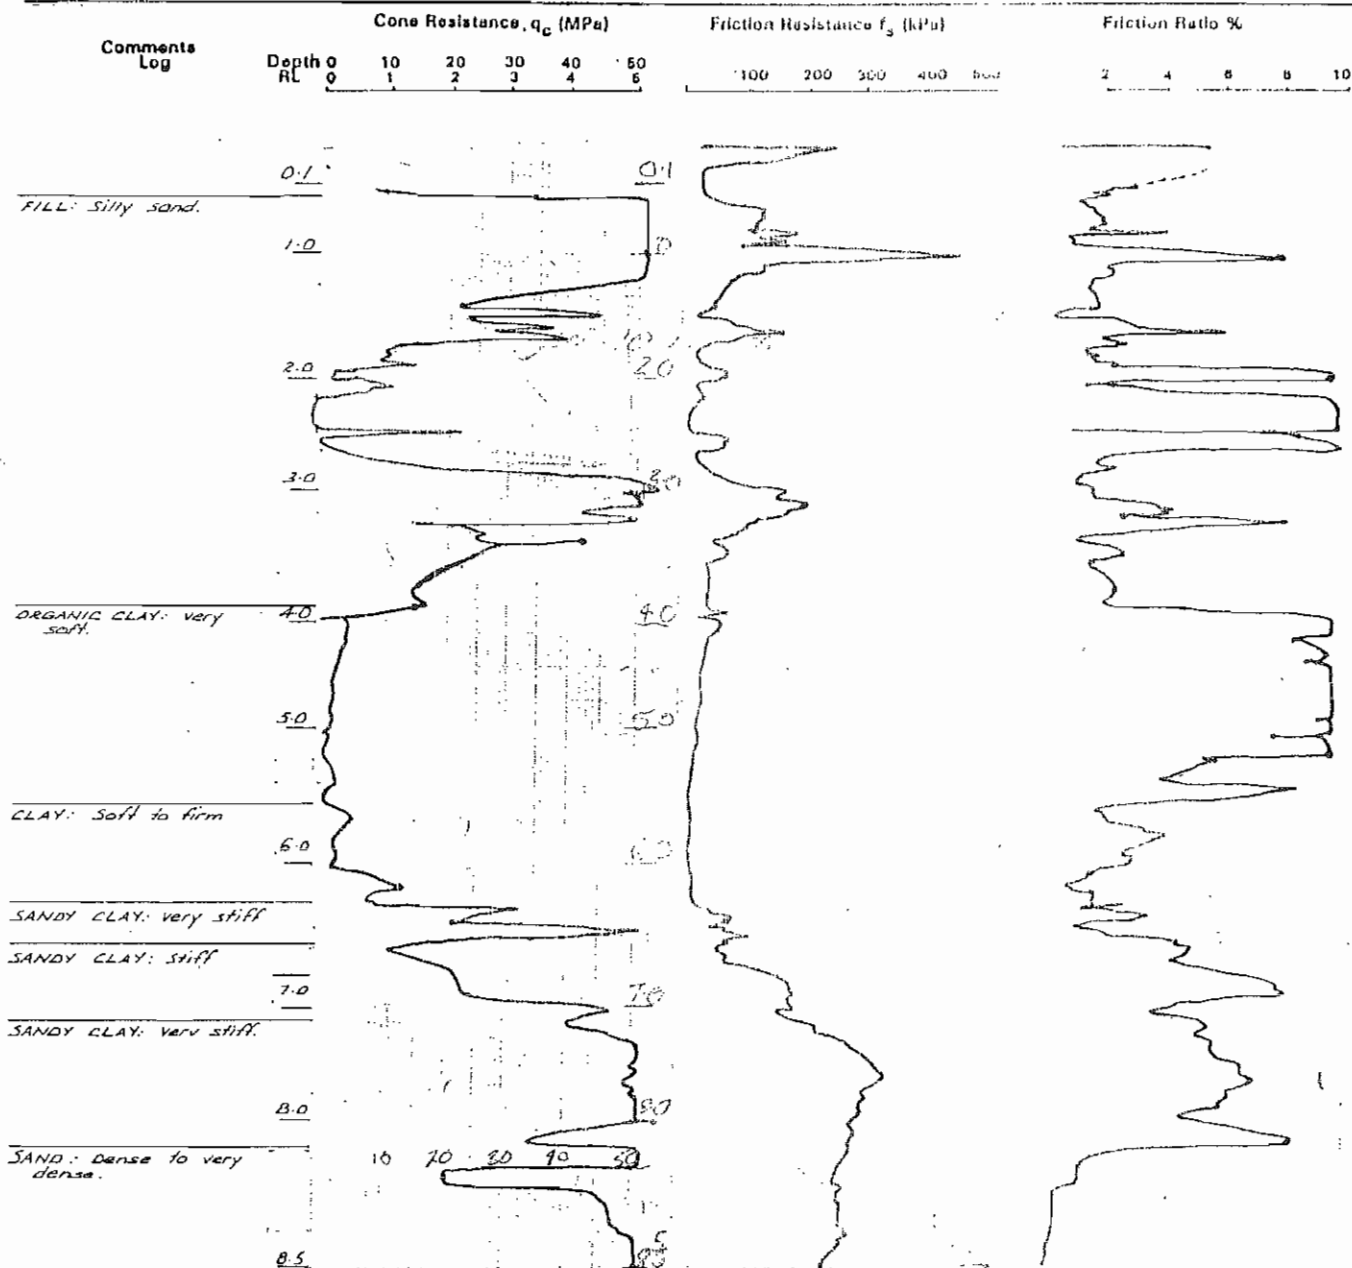 Cone Resistance, qc (MPa) Friction Resistance fs (kPa) Friction Ratio %
Comments
Log
Depth 0 10 20 30 40 50
RL 0 1 2 3 4 5
100 200 300 400 500
2 4 6 8 10
0.1 0.1
FILL: Silty sand.
1.0
2.0 2.0
3.0 3.0
ORGANIC CLAY: very
soft.
4.0 4.0
5.0 5.0
CLAY: Soft to firm
6.0 6.0
SANDY CLAY: very stiff
SANDY CLAY: stiff
7.0 7.0
SANDY CLAY: very stiff.
8.0 8.0
SAND: Dense to very
dense.
10 20 30 40 50
8.5